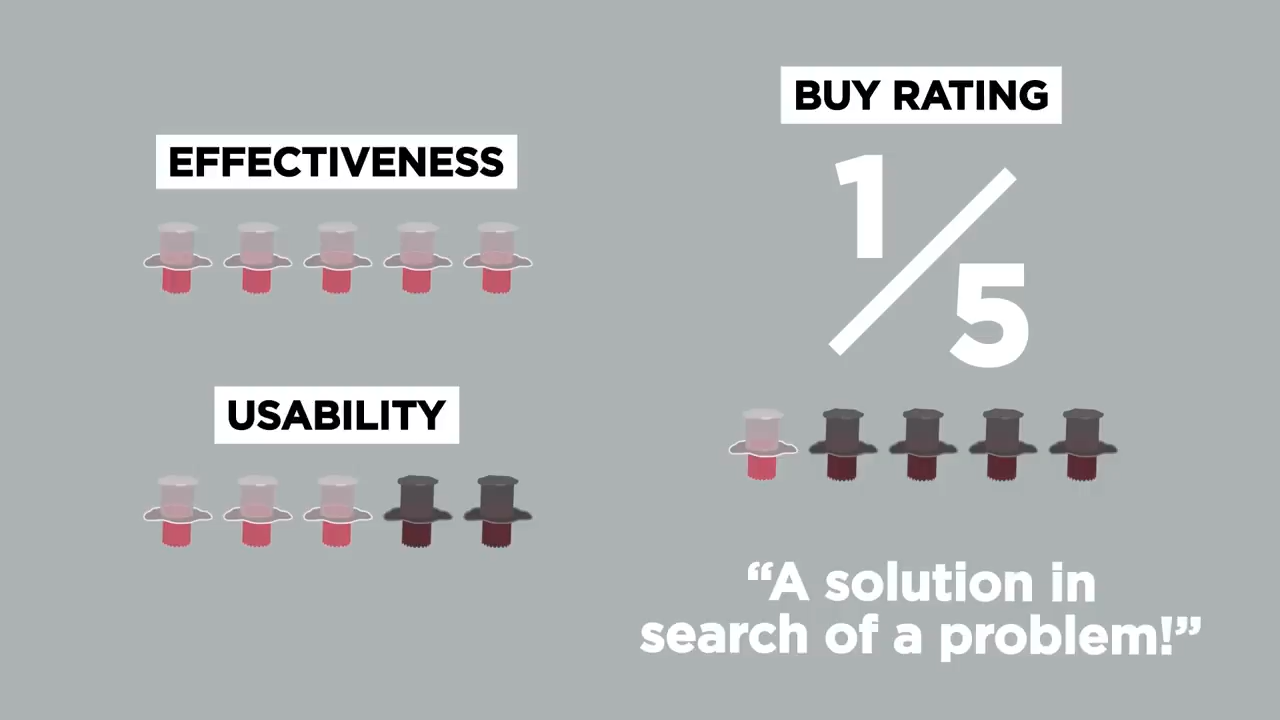 EFFECTIVENESS
USABILITY
BUY RATING
1/5
“A solution in
search of a problem!”